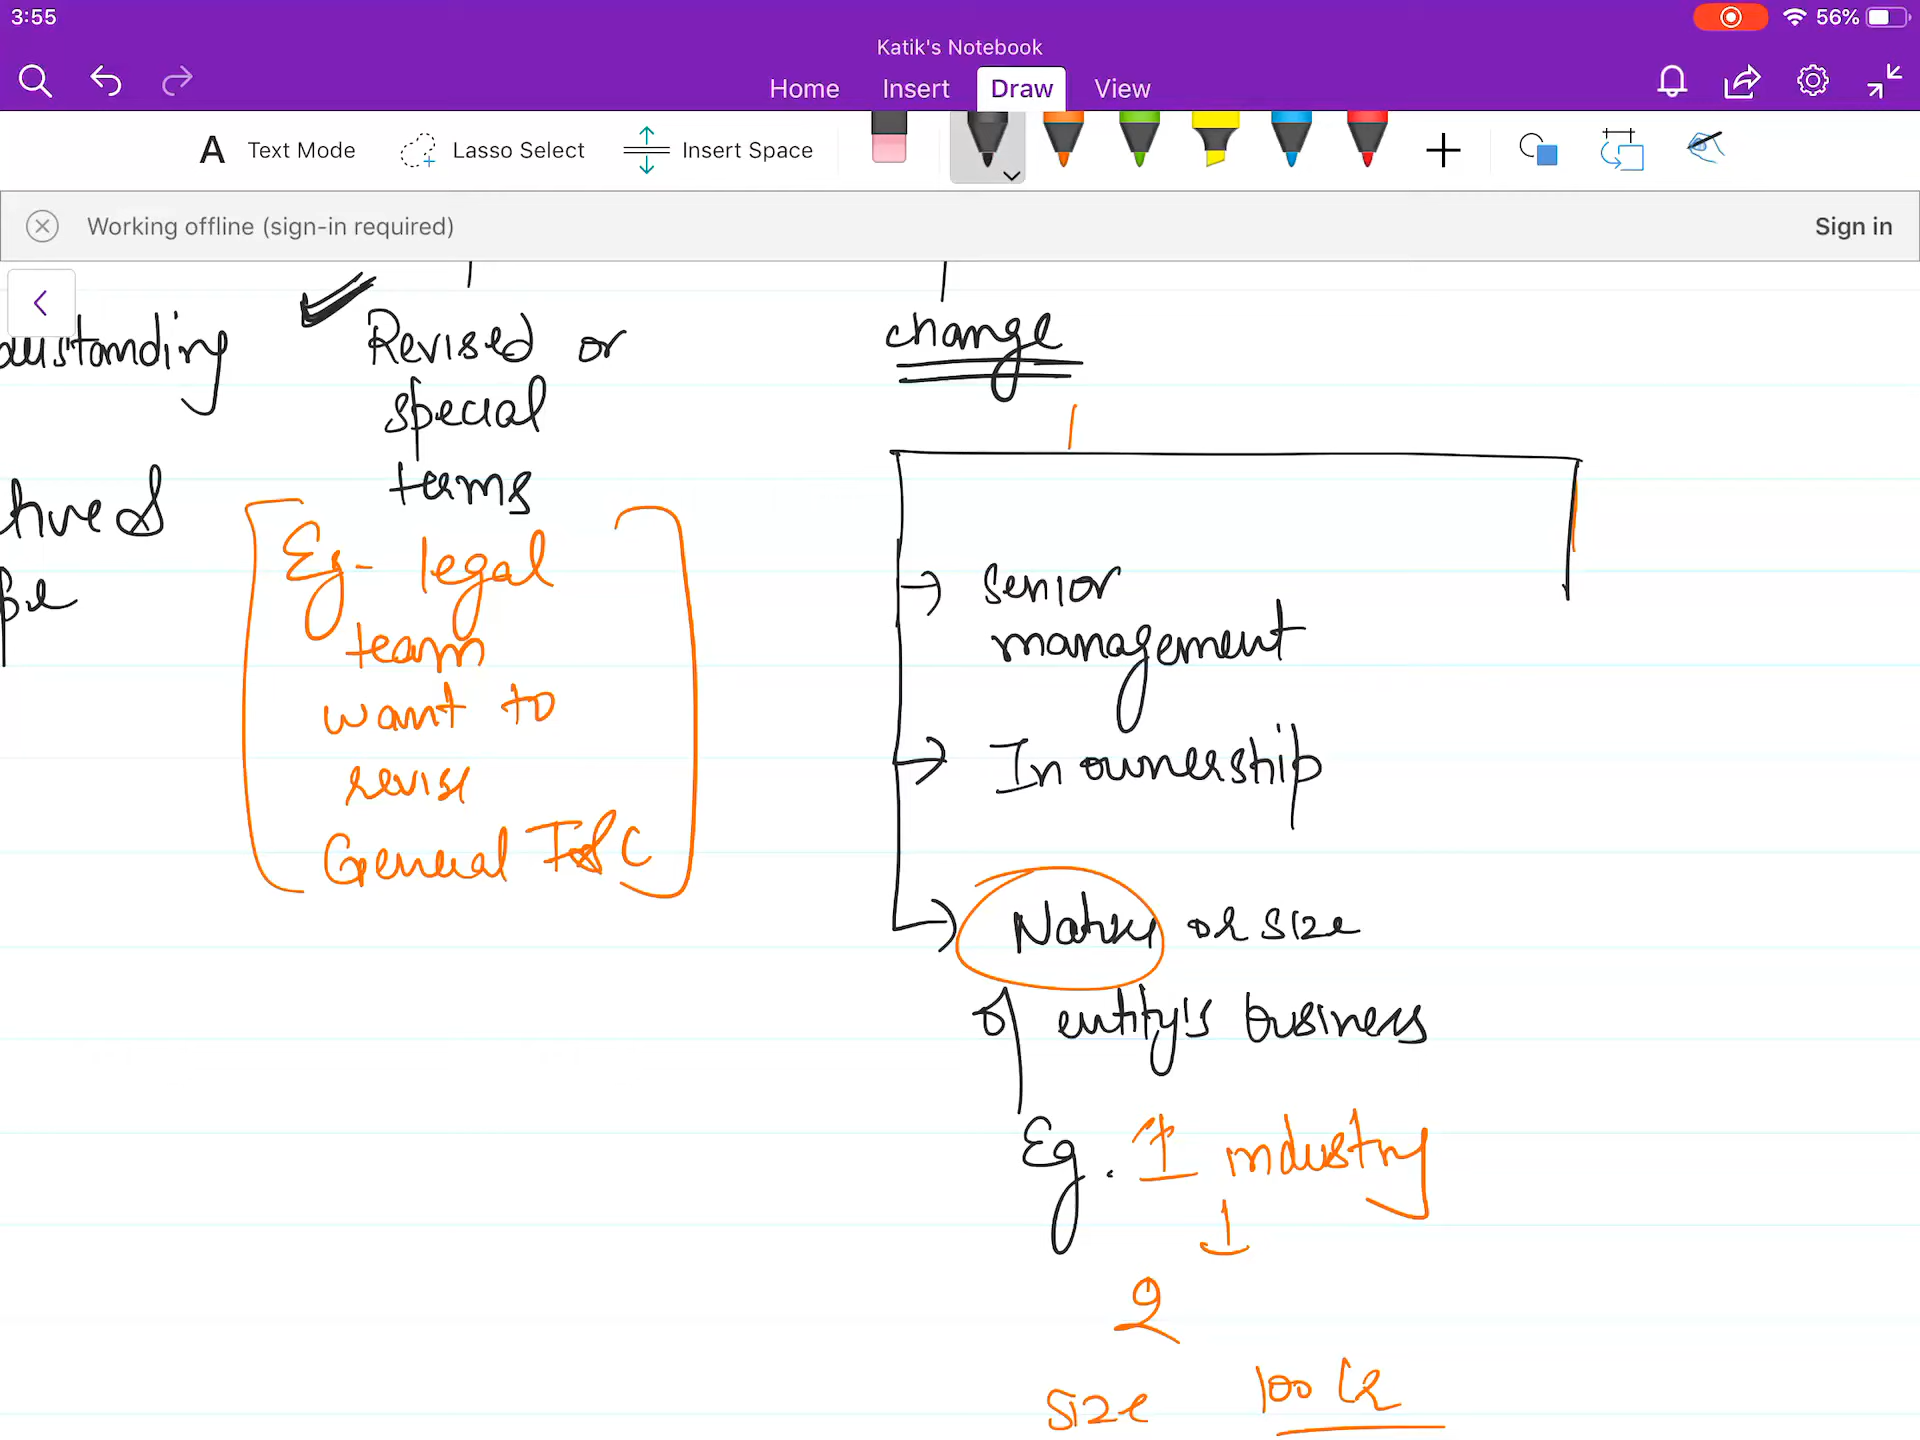 3:55
56%
Katik's Notebook
Home Insert Draw View
A Text Mode Lasso Select Insert Space
Working offline (sign-in required)
Sign in
Revised or
special
terms
Eg- legal
team
want to
revise
General T&C
change
senior
management
In ownership
Nature or size
of entity's business
Eg. 1 industry
2
size 100 Cr